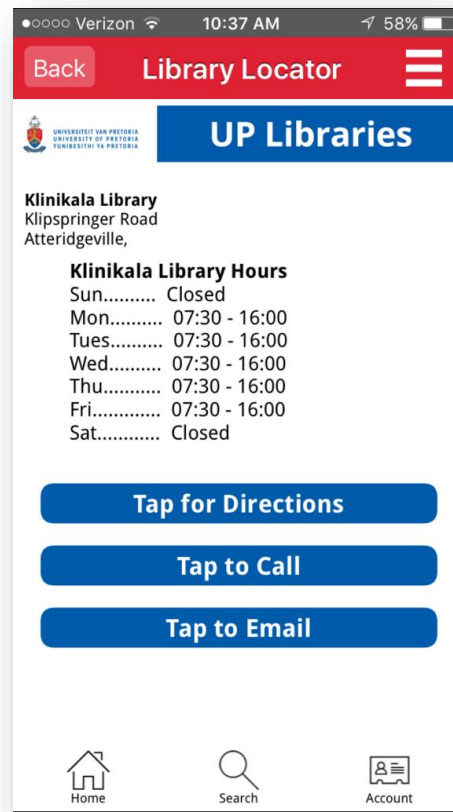 ●○○○○ Verizon 10:37 AM 58%
Back Library Locator
UNIVERSITEIT VAN PRETORIA
UNIVERSITY OF PRETORIA
YUNIBESITHI YA PRETORIA
UP Libraries
Klinikala Library
Klipspringer Road
Atteridgeville,
Klinikala Library Hours
Sun.......... Closed
Mon.......... 07:30 - 16:00
Tues.......... 07:30 - 16:00
Wed.......... 07:30 - 16:00
Thu............ 07:30 - 16:00
Fri............. 07:30 - 16:00
Sat............ Closed
Tap for Directions
Tap to Call
Tap to Email
Home Search Account